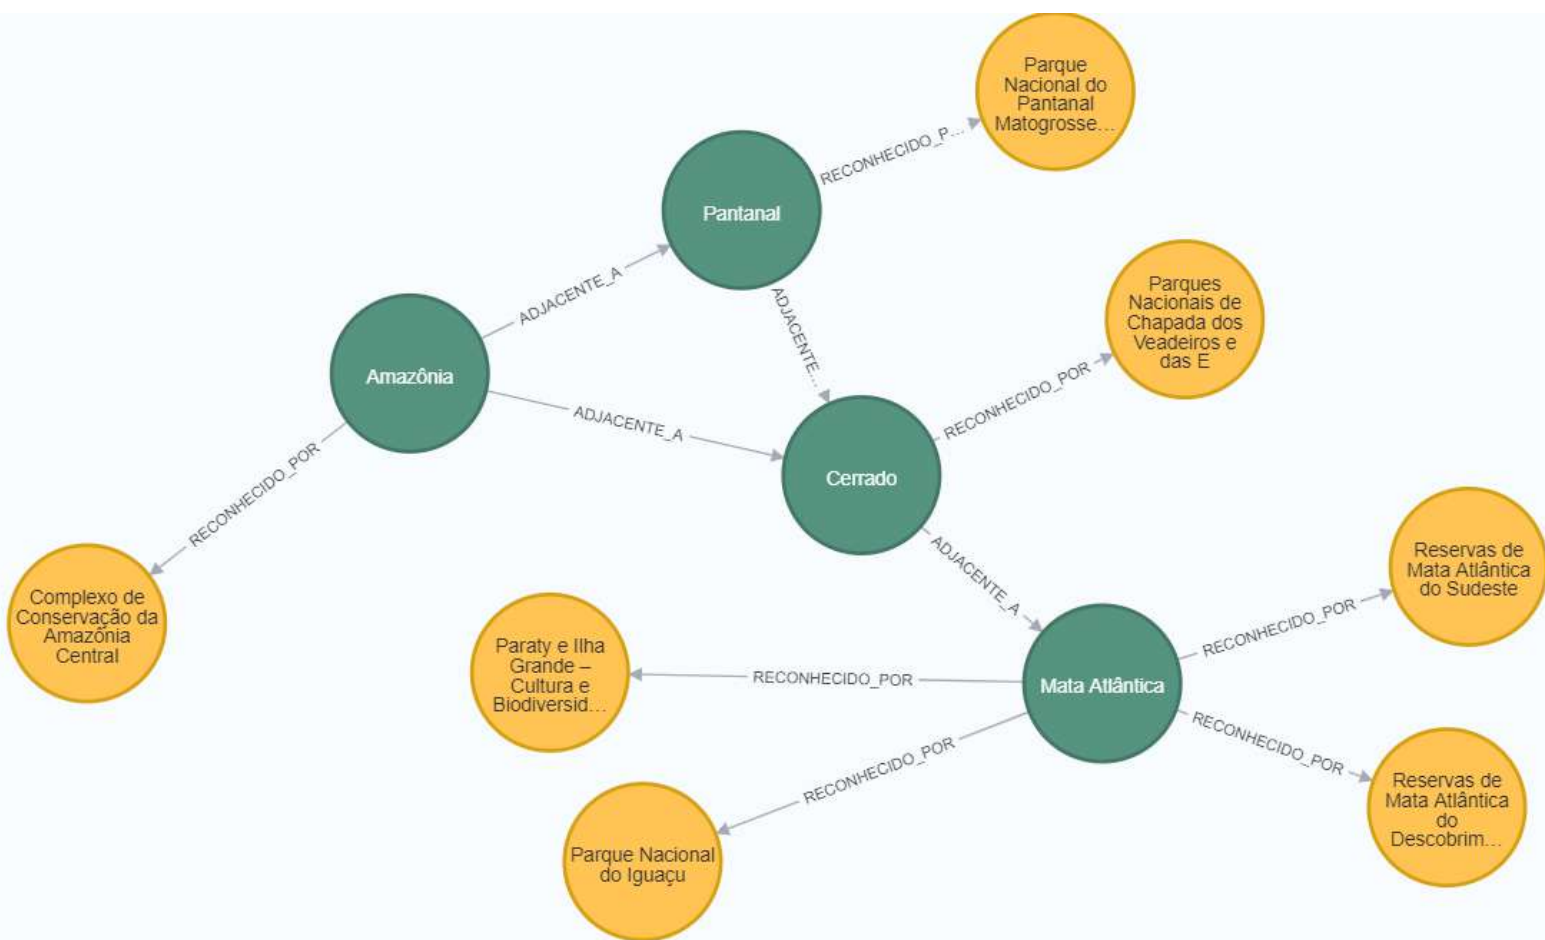 Parque
Nacional do
Pantanal
Matogrosse...
RECONHECIDO_P...
Pantanal
ADJACENTE_A
ADJACENTE...
Parques
Nacionais de
Chapada dos
Veadeiros e
das E
Amazônia
ADJACENTE_A
RECONHECIDO_POR
Cerrado
RECONHECIDO_POR
ADJACENTE_A
Complexo de
Conservação da
Amazônia
Central
Reservas de
Mata Atlântica
do Sudeste
RECONHECIDO_POR
Paraty e Ilha
Grande –
Cultura e
Biodiversid...
RECONHECIDO_POR
Mata Atlântica
RECONHECIDO_POR
RECONHECIDO_POR
Reservas de
Mata Atlântica
do
Descobrim...
Parque Nacional
do Iguaçu